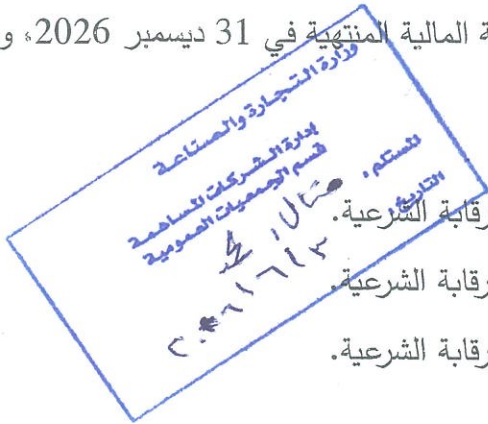 ة المالية المنتهية في 31 ديسمبر 2026، و
وزارة التجارة والصناعة
إدارة الشركات المساهمة
قسم الجمعيات العمومية
المستلم :
التاريخ :
رقابة الشرعية.
رقابة الشرعية.
رقابة الشرعية.